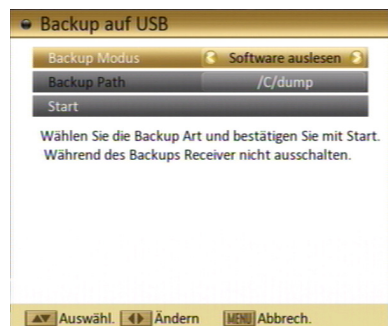 Backup auf USB
Backup Modus Software auslesen
Backup Path /C/dump
Start
Wählen Sie die Backup Art und bestätigen Sie mit Start.
Während des Backups Receiver nicht ausschalten.
Auswähl. Ändern MENU Abbrech.